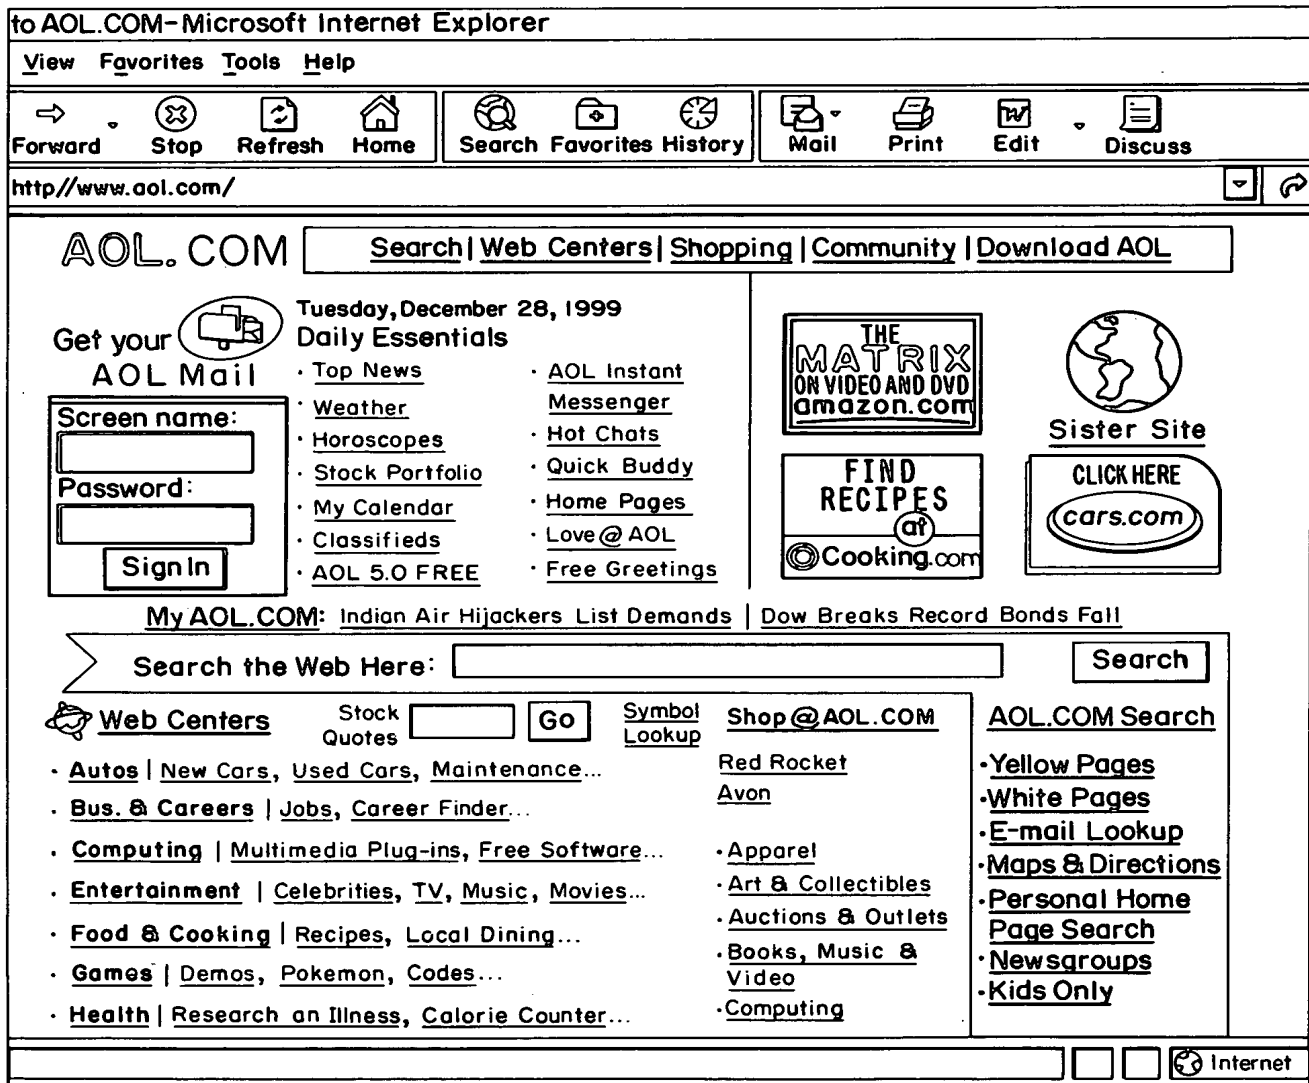 to AOL.COM-Microsoft Internet Explorer
View Favorites Tools Help
Forward Stop Refresh Home Search Favorites History Mail Print Edit Discuss
http//www.aol.com/
AOL.COM Search | Web Centers | Shopping | Community | Download AOL
Get your
AOL Mail
Screen name:
Password:
Sign In
Tuesday, December 28, 1999
Daily Essentials
· Top News
· Weather
· Horoscopes
· Stock Portfolio
· My Calendar
· Classifieds
· AOL 5.0 FREE
· AOL Instant
Messenger
· Hot Chats
· Quick Buddy
· Home Pages
· Love@AOL
· Free Greetings
THE
MATRIX
ON VIDEO AND DVD
amazon.com
Sister Site
FIND
RECIPES
at
Cooking.com
CLICK HERE
cars.com
My AOL.COM: Indian Air Hijackers List Demands | Dow Breaks Record Bonds Fall
Search the Web Here: Search
Web Centers
Stock
Quotes
Go
Symbol
Lookup
· Autos | New Cars, Used Cars, Maintenance...
· Bus. & Careers | Jobs, Career Finder...
· Computing | Multimedia Plug-ins, Free Software...
· Entertainment | Celebrities, TV, Music, Movies...
· Food & Cooking | Recipes, Local Dining...
· Games | Demos, Pokemon, Codes...
· Health | Research an Illness, Calorie Counter...
Shop@AOL.COM
Red Rocket
Avon
· Apparel
· Art & Collectibles
· Auctions & Outlets
· Books, Music &
Video
· Computing
AOL.COM Search
· Yellow Pages
· White Pages
· E-mail Lookup
· Maps & Directions
· Personal Home
Page Search
· Newsgroups
· Kids Only
Internet